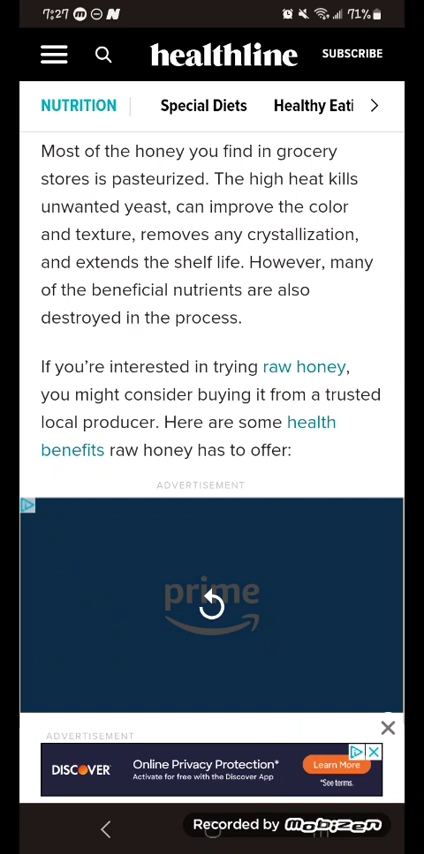 7:27
71%
healthline
SUBSCRIBE
NUTRITION
Special Diets
Healthy Eati
Most of the honey you find in grocery
stores is pasteurized. The high heat kills
unwanted yeast, can improve the color
and texture, removes any crystallization,
and extends the shelf life. However, many
of the beneficial nutrients are also
destroyed in the process.
If you’re interested in trying raw honey,
you might consider buying it from a trusted
local producer. Here are some health
benefits raw honey has to offer:
ADVERTISEMENT
prime
ADVERTISEMENT
DISCOVER
Online Privacy Protection*
Activate for free with the Discover App
Learn More
*See terms.
Recorded by mobizen